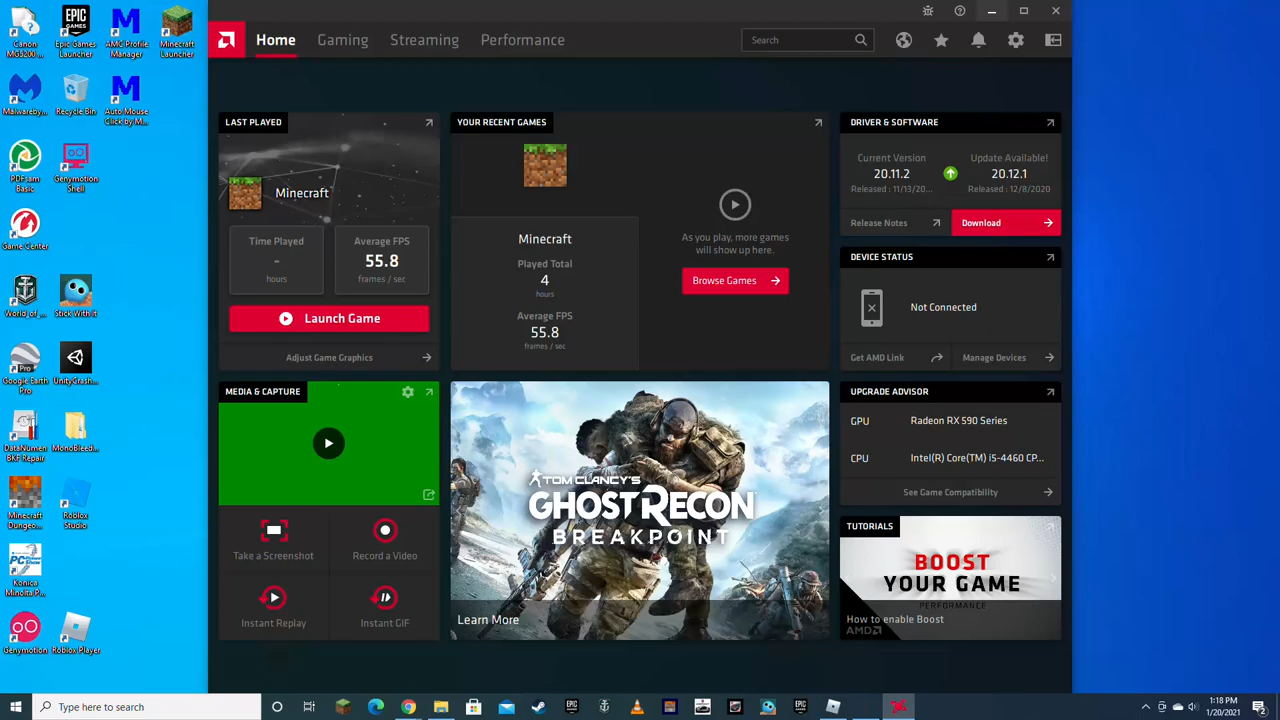 Canon
MG3200 ...
Epic Games
Launcher
AMC Profile
Manager
Minecraft
Launcher
Malwareby...
Recycle Bin
Auto Mouse
Click by M...
PDFsam
Basic
Genymotion
Shell
Game Center
World_of_...
Stick With It
Google Earth
Pro
UnityCrash...
DataNumen
BKF Repair
MonoBleed...
Minecraft
Dungeo...
Roblox
Studio
Konica
Minolta P...
Genymotion
Roblox Player
Home
Gaming
Streaming
Performance
Search
LAST PLAYED
Minecraft
Time Played
-
hours
Average FPS
55.8
frames / sec
Launch Game
Adjust Game Graphics
YOUR RECENT GAMES
Minecraft
Played Total
4
hours
Average FPS
55.8
frames / sec
As you play, more games
will show up here.
Browse Games
DRIVER & SOFTWARE
Current Version
20.11.2
Released : 11/13/20...
Update Available!
20.12.1
Released : 12/8/2020
Release Notes
Download
DEVICE STATUS
Not Connected
Get AMD Link
Manage Devices
MEDIA & CAPTURE
Take a Screenshot
Record a Video
Instant Replay
Instant GIF
TOM CLANCY'S
GHOST RECON
BREAKPOINT
Learn More
UPGRADE ADVISOR
GPU
Radeon RX 590 Series
CPU
Intel(R) Core(TM) i5-4460 CP...
See Game Compatibility
TUTORIALS
BOOST
YOUR GAME
PERFORMANCE
How to enable Boost
AMD
Type here to search
1:18 PM
1/20/2021
2